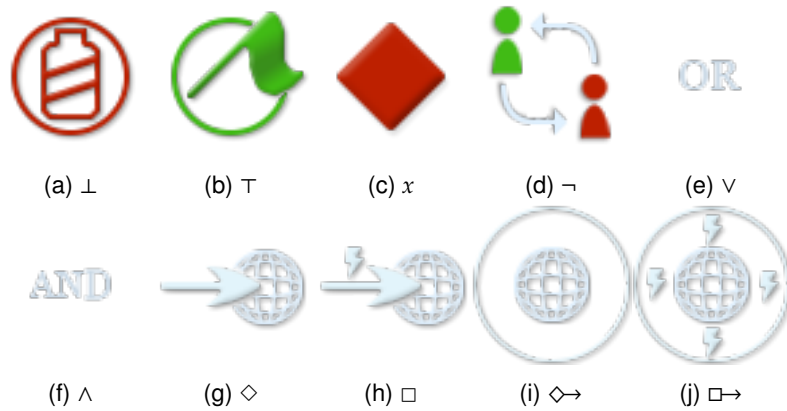 OR
(a) ⊥
(b) ⊤
(c) x
(d) ¬
(e) ∨
AND
(f) ∧
(g) ◇
(h) □
(i) ◇→
(j) □→